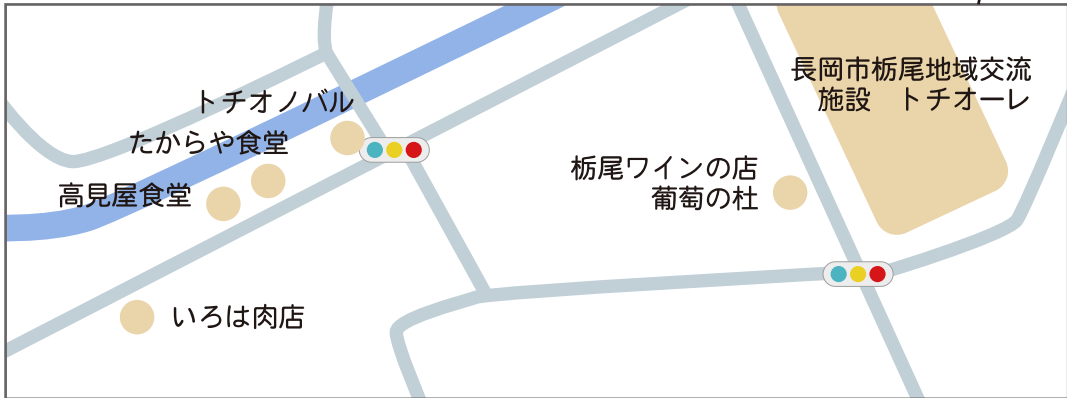 長岡市栃尾地域交流
施設　トチオーレ
トチオノバル
たからや食堂
高見屋食堂
栃尾ワインの店
葡萄の杜
いろは肉店